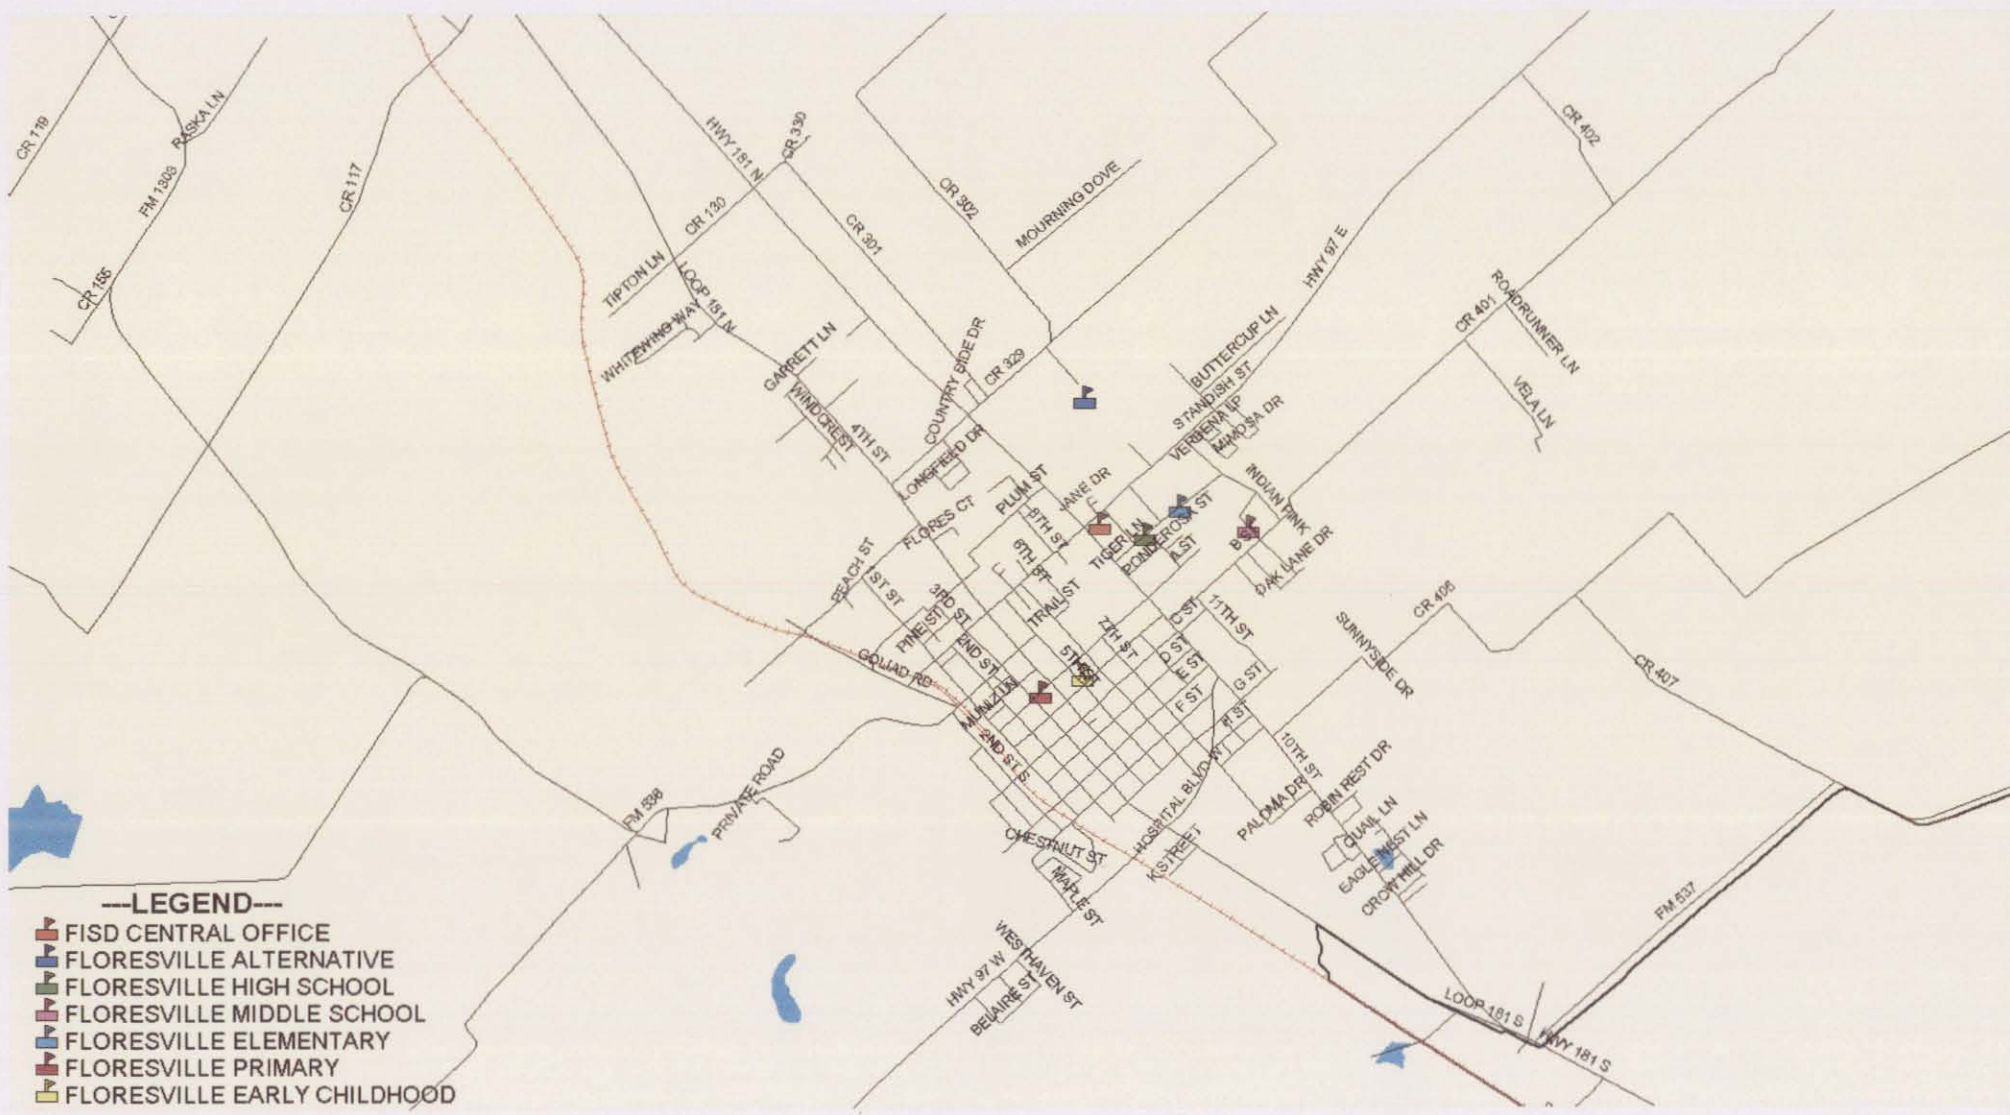 CR 119
RASKA LN
FM 1303
CR 117
CR 155
HWY 181 N
CR 330
CR 130
CR 301
CR 302
MOURNING DOVE
TIPTON LN
LOOP 181 N
WHITEWING WAY
GARRETT LN
WINDCREST
4TH ST
COUNTRY SIDE DR
CR 329
LONGFIELD DR
HWY 97 E
CR 402
CR 401
ROADRUNNER LN
VELA LN
BUTTERCUP LN
STANDISH ST
VERBENA LP
MIMOSA DR
INDIAN PINK
PLUM ST
JANE DR
8TH ST
6TH ST
FLORES CT
PEACH ST
1ST ST
TIGER LN
PONDEROSA ST
A ST
B ST
OAK LANE DR
3RD ST
PINE ST
2ND ST
TRAIL ST
7TH ST
5TH ST
C ST
11TH ST
D ST
E ST
F ST
G ST
H ST
GOLIAD RD
MUNIZ LN
2ND ST S
CR 406
SUNNYSIDE DR
CR 407
10TH ST
HOSPITAL BLVD W
PALOMA DR
ROBIN REST DR
QUAIL LN
EAGLE NEST LN
CROW HILL DR
K STREET
CHESTNUT ST
MAPLE ST
FM 536
PRIVATE ROAD
WESTHAVEN ST
HWY 97 W
BELAIRE ST
FM 537
LOOP 181 S
HWY 181 S
---LEGEND---
FISD CENTRAL OFFICE
FLORESVILLE ALTERNATIVE
FLORESVILLE HIGH SCHOOL
FLORESVILLE MIDDLE SCHOOL
FLORESVILLE ELEMENTARY
FLORESVILLE PRIMARY
FLORESVILLE EARLY CHILDHOOD